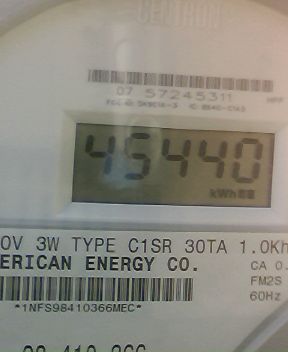 CENTRON
07 57245311
45440
kWh
0V 3W TYPE C1SR 30TA 1.0Kh
ERICAN ENERGY CO.
CA 0.
FM2S
60Hz
*1NFS98410366MEC*